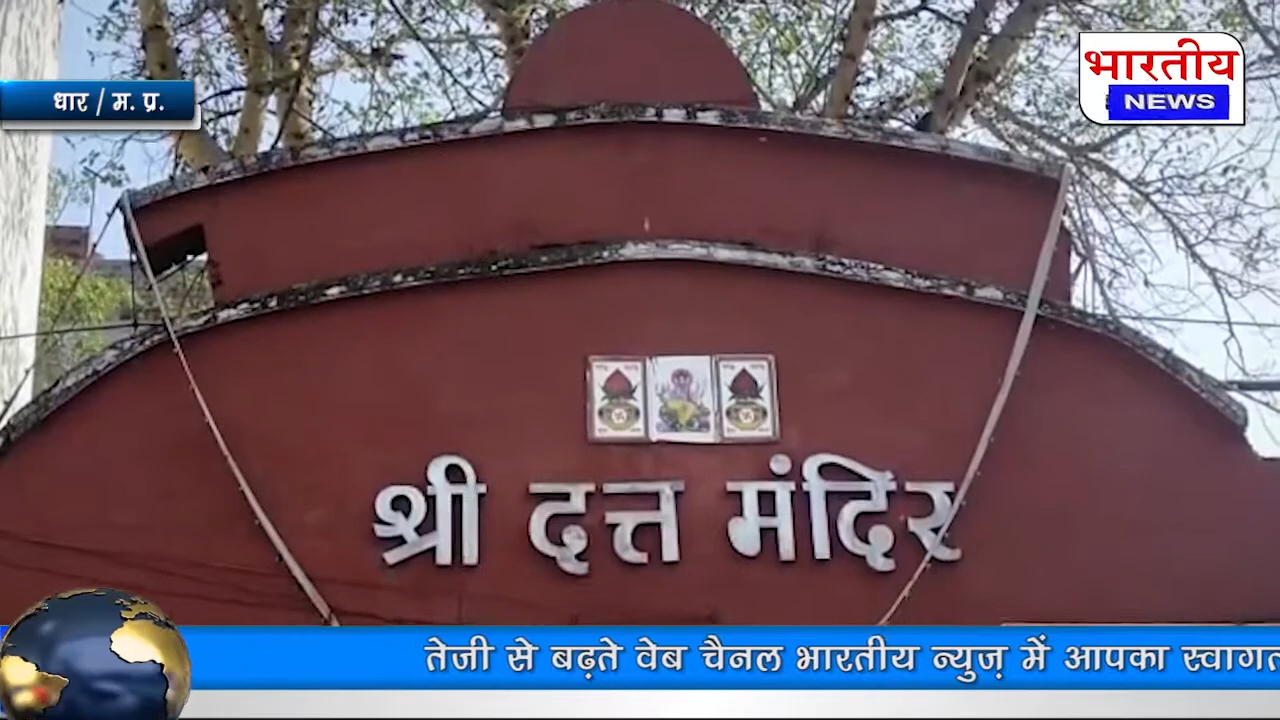 धार / म. प्र.
भारतीय
NEWS
श्री दत्त मंदिर
तेजी से बढ़ते वेब चैनल भारतीय न्युज़ में आपका स्वागत